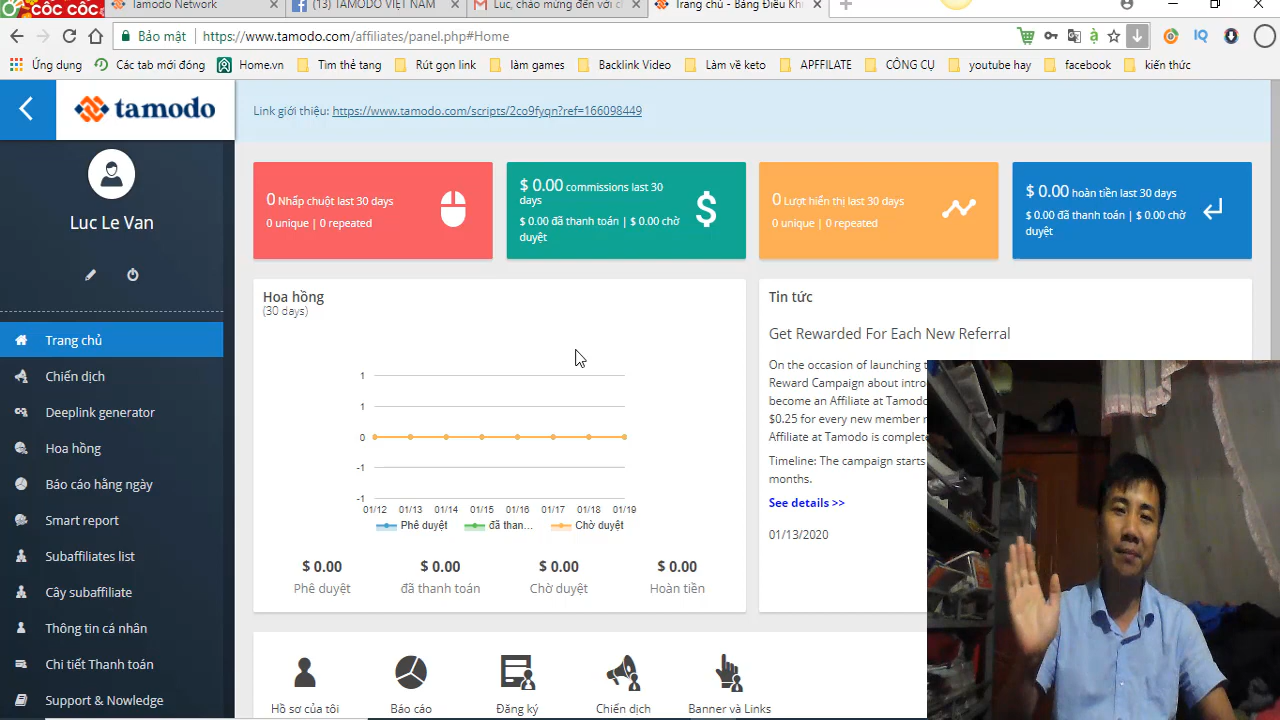 CỐC CỐC
Tamodo Network
(13) TAMODO VIỆT NAM
Luc, chào mừng đến với c
Trang chủ - Bảng Điều Kh
Bảo mật
https://www.tamodo.com/affiliates/panel.php#Home
Ứng dụng
Các tab mới đóng
Home.vn
Tìm thẻ tang
Rút gọn link
làm games
Backlink Video
Làm về keto
APFFILATE
CÔNG CỤ
youtube hay
facebook
kiến thức
tamodo
Link giới thiệu: https://www.tamodo.com/scripts/2co9fyqn?ref=166098449
Luc Le Van
Trang chủ
Chiến dịch
Deeplink generator
Hoa hồng
Báo cáo hằng ngày
Smart report
Subaffiliates list
Cây subaffiliate
Thông tin cá nhân
Chi tiết Thanh toán
Support & Nowledge
0 Nhấp chuột last 30 days
0 unique | 0 repeated
$ 0.00 commissions last 30
days
$ 0.00 đã thanh toán | $ 0.00 chờ
duyệt
0 Lượt hiển thị last 30 days
0 unique | 0 repeated
$ 0.00 hoàn tiền last 30 days
$ 0.00 đã thanh toán | $ 0.00 chờ
duyệt
Hoa hồng
(30 days)
1
1
0
-1
-1
01/12 01/13 01/14 01/15 01/16 01/17 01/18 01/19
Phê duyệt đã than... Chờ duyệt
$ 0.00 $ 0.00 $ 0.00 $ 0.00
Phê duyệt đã thanh toán Chờ duyệt Hoàn tiền
Tin tức
Get Rewarded For Each New Referral
On the occasion of launching
Reward Campaign about intro
become an Affiliate at Tamodo
$0.25 for every new member
Affiliate at Tamodo is complet
Timeline: The campaign starts
months.
See details >>
01/13/2020
Hồ sơ của tôi
Báo cáo
Đăng ký
Chiến dịch
Banner và Links